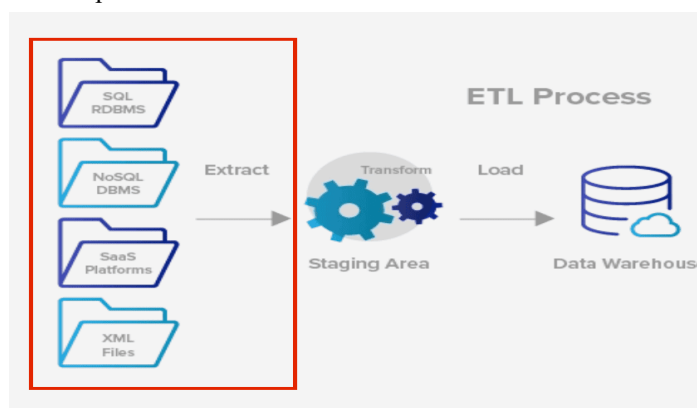 ETL Process
SQL
RDBMS
NoSQL
DBMS
SaaS
Platforms
XML
Files
Extract
Transform
Staging Area
Load
Data Warehous